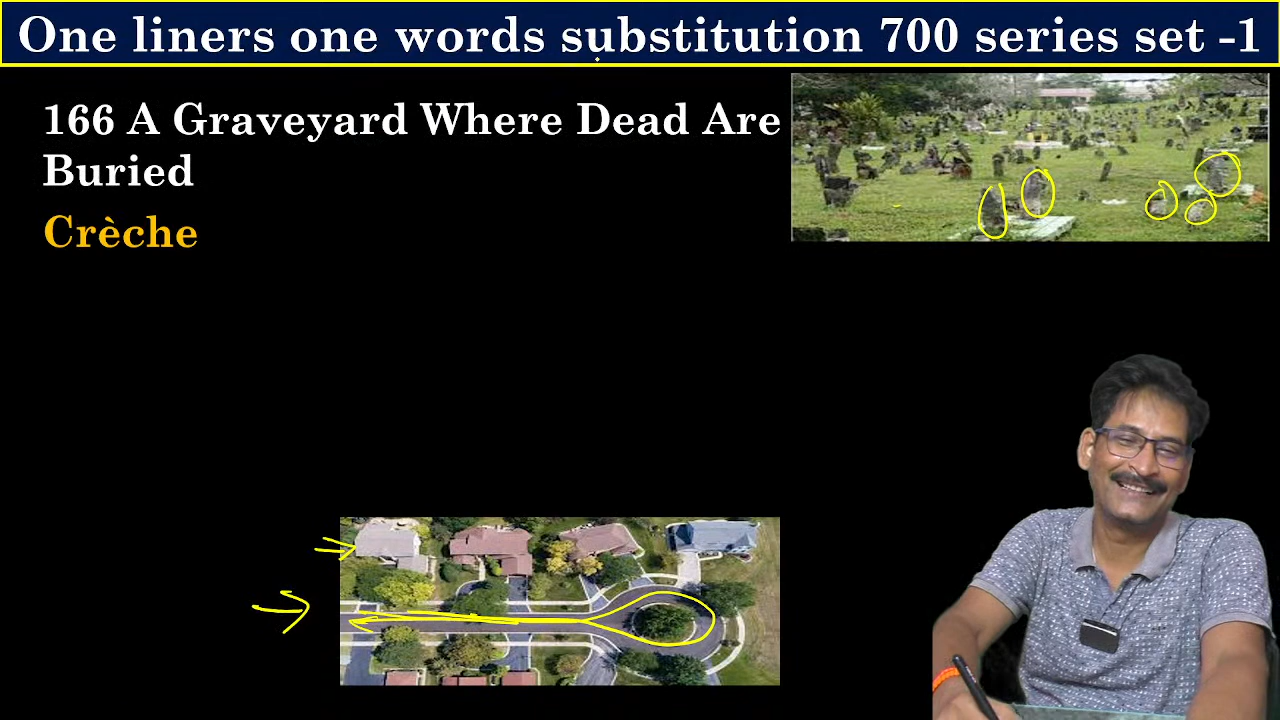 One liners one words substitution 700 series set -1
166 A Graveyard Where Dead Are
Buried
Crèche